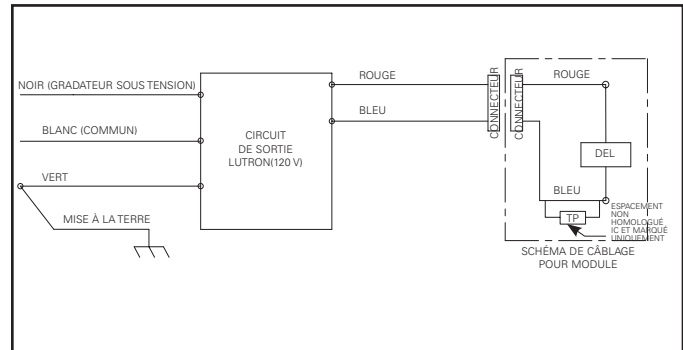 NOIR (GRADATEUR SOUS TENSION)
BLANC (COMMUN)
VERT
MISE À LA TERRE
CIRCUIT
DE SORTIE
LUTRON(120 V)
ROUGE
BLEU
CONNECTEUR
CONNECTEUR
ROUGE
DEL
BLEU
TP
ESPACEMENT
NON
HOMOLOGUÉ
IC ET MARQUÉ
UNIQUEMENT
SCHÉMA DE CÂBLAGE
POUR MODULE